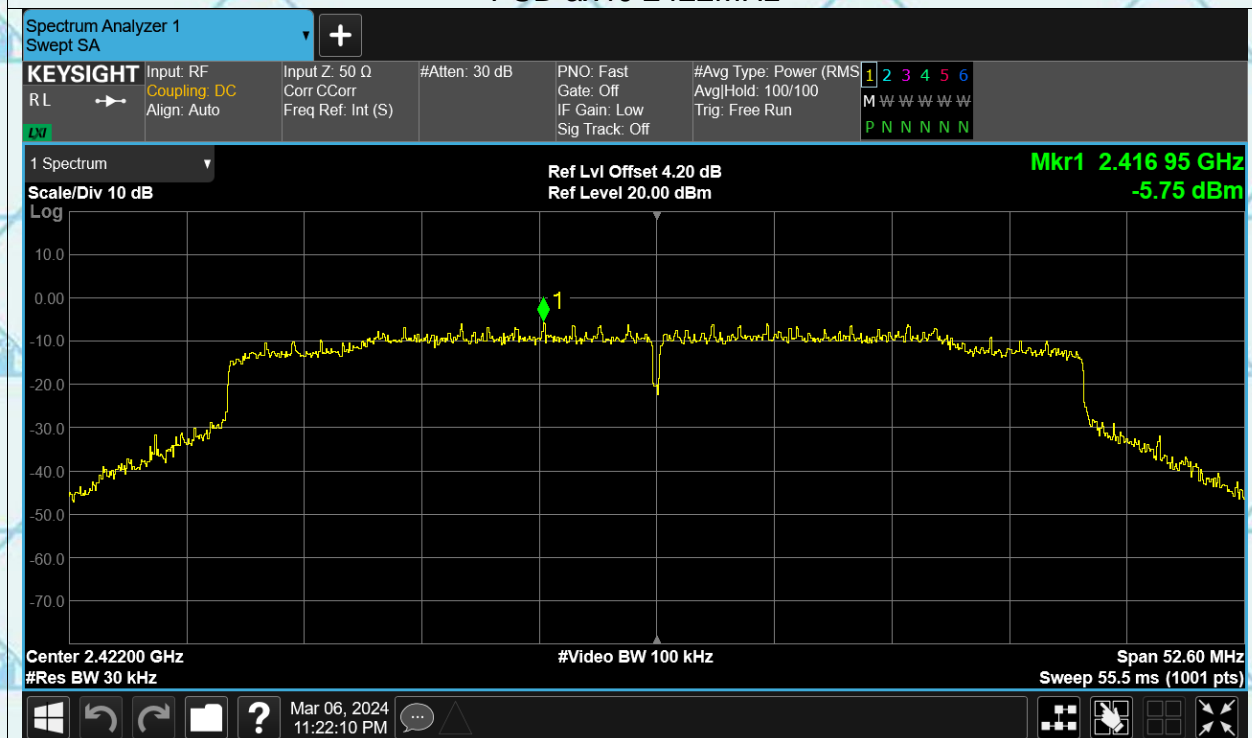 PSD ax40 2422MHz
Spectrum Analyzer 1
Swept SA
KEYSIGHT
RL
LXI
Input: RF
Coupling: DC
Align: Auto
Input Z: 50 Ω
Corr CCorr
Freq Ref: Int (S)
#Atten: 30 dB
PNO: Fast
Gate: Off
IF Gain: Low
Sig Track: Off
#Avg Type: Power (RMS
Avg|Hold: 100/100
Trig: Free Run
1 2 3 4 5 6
M W W W W W
P N N N N N
1 Spectrum
Scale/Div 10 dB
Ref Lvl Offset 4.20 dB
Ref Level 20.00 dBm
Mkr1 2.416 95 GHz
-5.75 dBm
Log
10.0
0.00
1
-10.0
-20.0
-30.0
-40.0
-50.0
-60.0
-70.0
Center 2.42200 GHz
#Video BW 100 kHz
Span 52.60 MHz
#Res BW 30 kHz
Sweep 55.5 ms (1001 pts)
?
Mar 06, 2024
11:22:10 PM